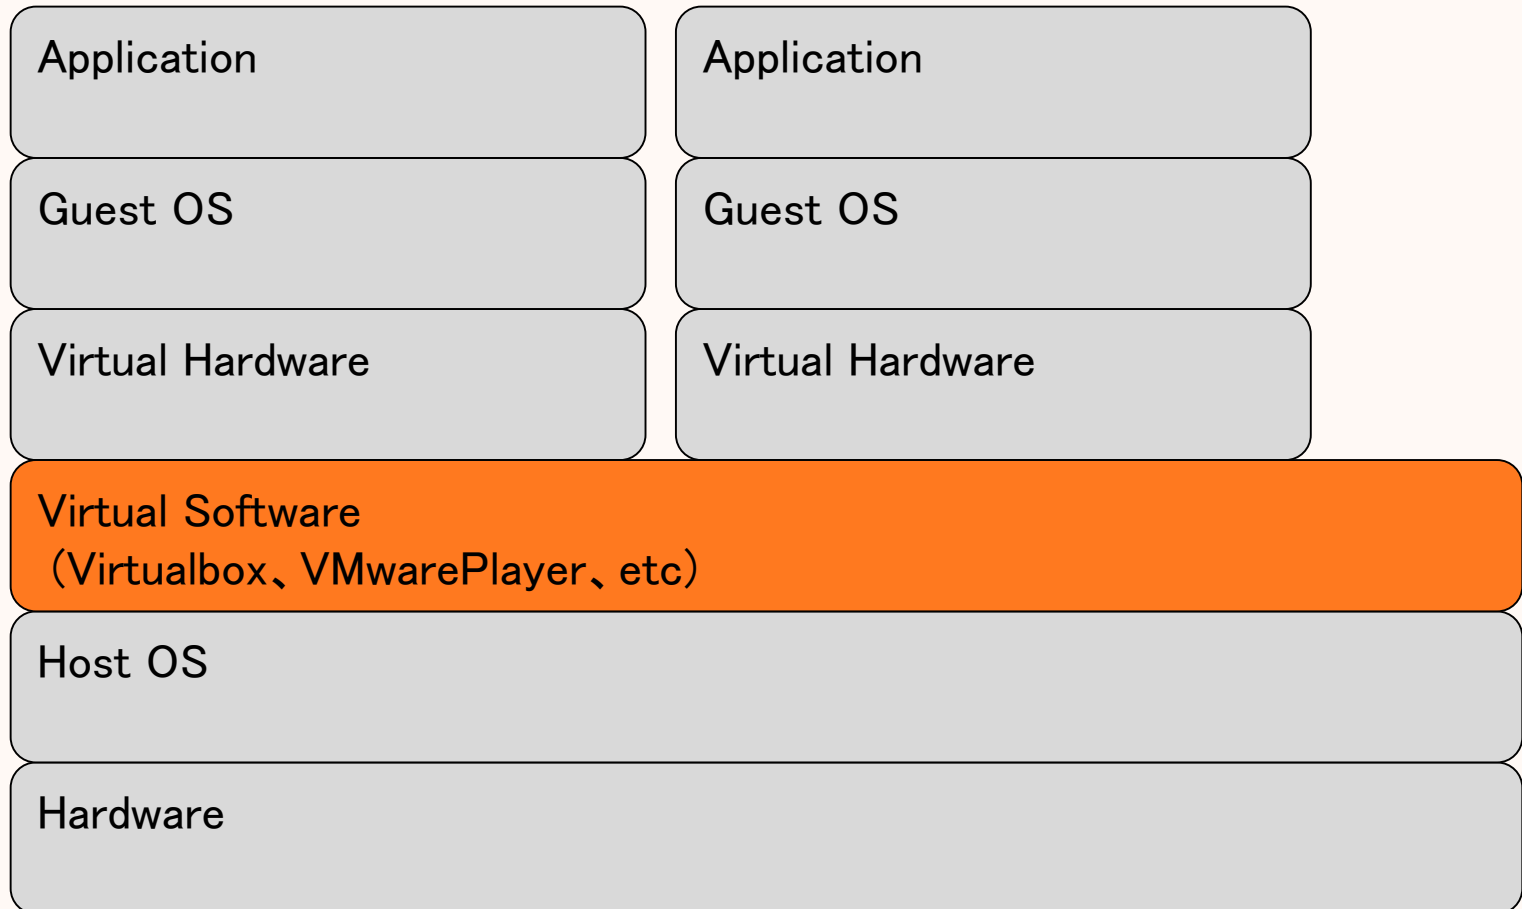 Application
Application
Guest OS
Guest OS
Virtual Hardware
Virtual Hardware
Virtual Software
（Virtualbox、VMwarePlayer、etc）
Host OS
Hardware